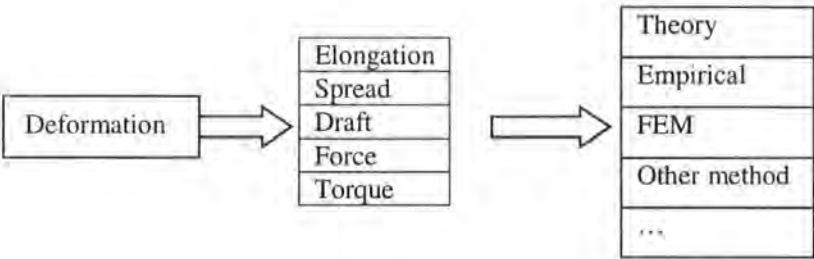 Deformation
Elongation
Spread
Draft
Force
Torque
Theory
Empirical
FEM
Other method
...